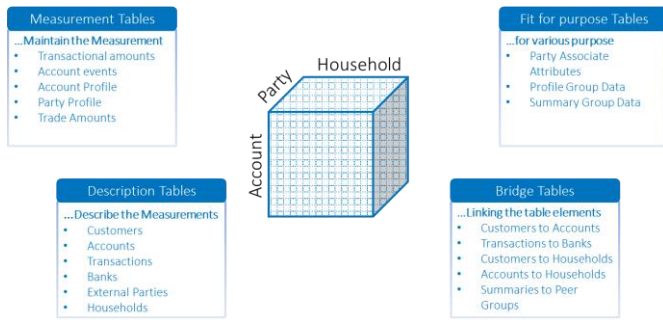 Measurement Tables
...Maintain the Measurement
• Transactional amounts
• Account events
• Account Profile
• Party Profile
• Trade Amounts
Fit for purpose Tables
...for various purpose
• Party Associate
Attributes
• Profile Group Data
• Summary Group Data
Household
Party
Account
Description Tables
...Describe the Measurements
• Customers
• Accounts
• Transactions
• Banks
• External Parties
• Households
Bridge Tables
...Linking the table elements
• Customers to Accounts
• Transactions to Banks
• Customers to Households
• Accounts to Households
• Summaries to Peer
Groups